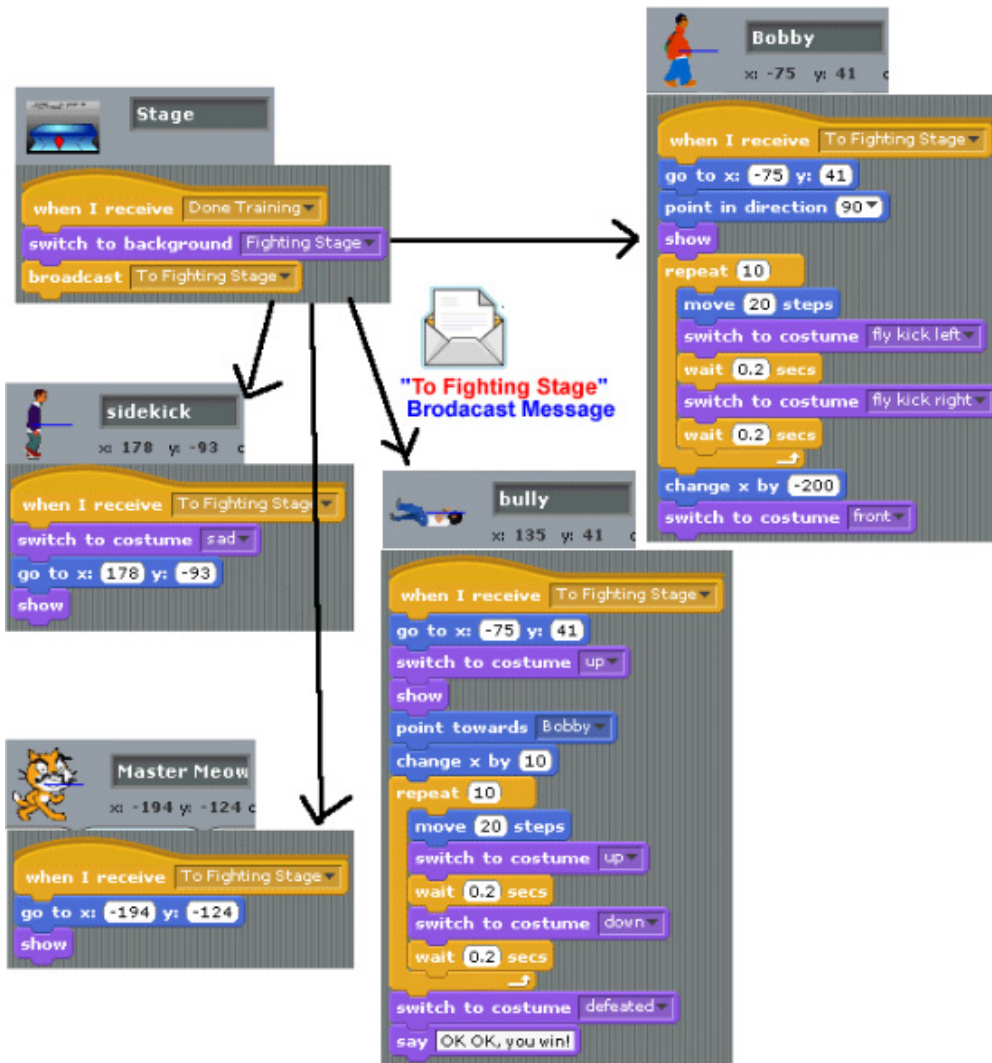 Stage
when I receive Done Training
switch to background Fighting Stage
broadcast To Fighting Stage
"To Fighting Stage"
Brodacast Message
Bobby
x: -75 y: 41
when I receive To Fighting Stage
go to x: -75 y: 41
point in direction 90
show
repeat 10
move 20 steps
switch to costume fly kick left
wait 0.2 secs
switch to costume fly kick right
wait 0.2 secs
change x by -200
switch to costume front
sidekick
x: 178 y: -93
when I receive To Fighting Stage
switch to costume sad
go to x: 178 y: -93
show
Master Meow
x: -194 y: -124
when I receive To Fighting Stage
go to x: -194 y: -124
show
bully
x: 135 y: 41
when I receive To Fighting Stage
go to x: -75 y: 41
switch to costume up
show
point towards Bobby
change x by 10
repeat 10
move 20 steps
switch to costume up
wait 0.2 secs
switch to costume down
wait 0.2 secs
switch to costume defeated
say OK OK, you win!